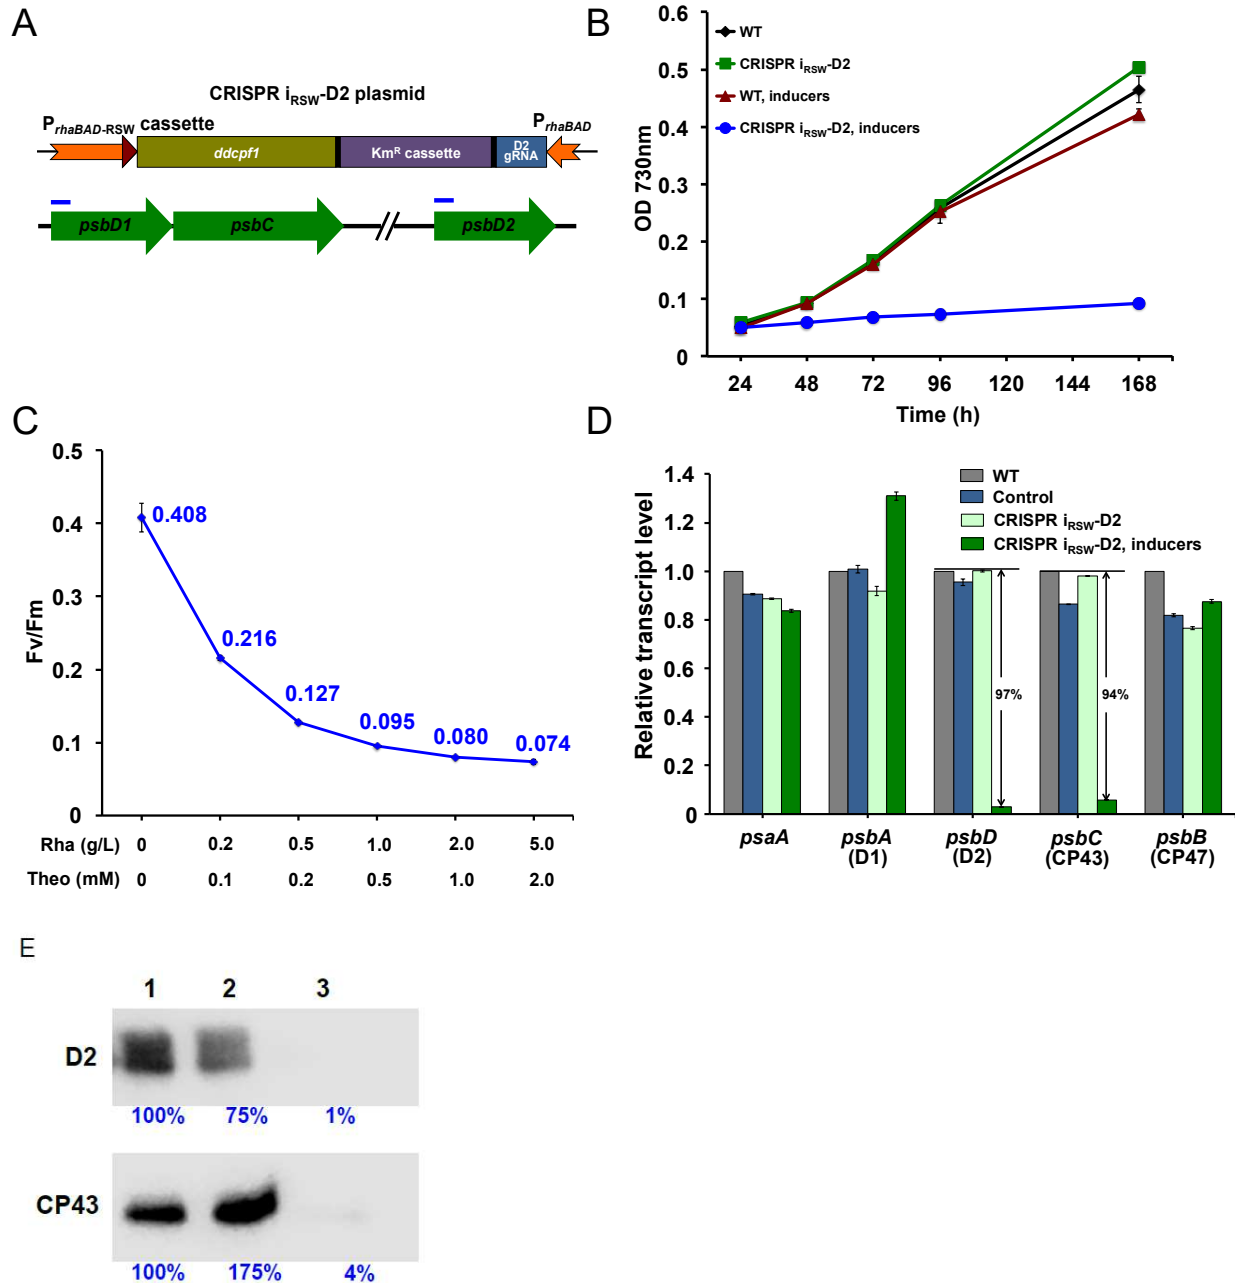 A
CRISPR iRSW-D2 plasmid
PrhaBAD-RSW cassette
PrhaBAD
ddcpf1
KmR cassette
D2
gRNA
psbD1
psbC
psbD2
B
0.6
0.5
0.4
0.3
0.2
0.1
0
OD 730nm
WT
CRISPR iRSW-D2
WT, inducers
CRISPR iRSW-D2, inducers
24 48 72 96 120 144 168
Time (h)
C
0.5
0.4
0.3
0.2
0.1
0
Fv/Fm
0.408
0.216
0.127
0.095
0.080
0.074
Rha (g/L) 0 0.2 0.5 1.0 2.0 5.0
Theo (mM) 0 0.1 0.2 0.5 1.0 2.0
D
1.4
1.2
1.0
0.8
0.6
0.4
0.2
0
Relative transcript level
WT
Control
CRISPR iRSW-D2
CRISPR iRSW-D2, inducers
97%
94%
psaA psbA psbD psbC psbB
(D1) (D2) (CP43) (CP47)
E
1 2 3
D2
100% 75% 1%
CP43
100% 175% 4%